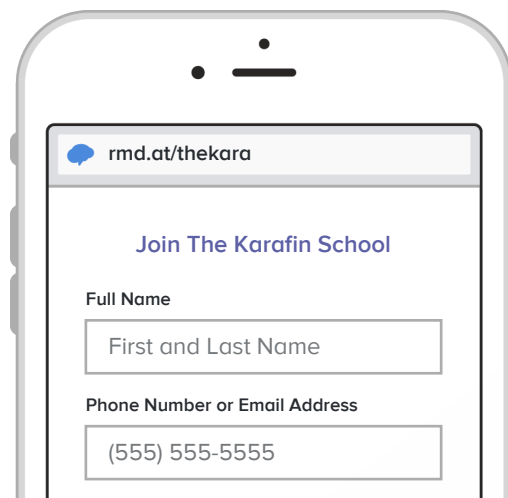 rmd.at/thekara
Join The Karafin School
Full Name
First and Last Name
Phone Number or Email Address
(555) 555-5555